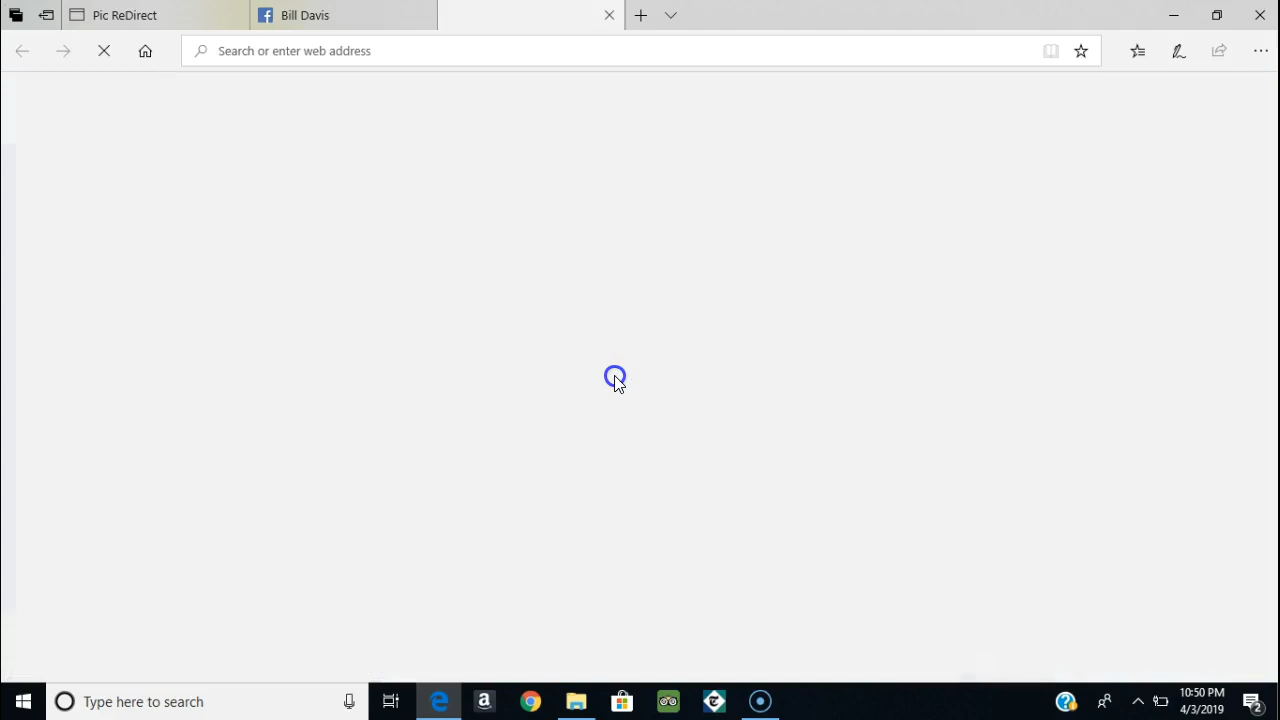 Pic ReDirect
Bill Davis
Search or enter web address
Type here to search
10:50 PM
4/3/2019
2